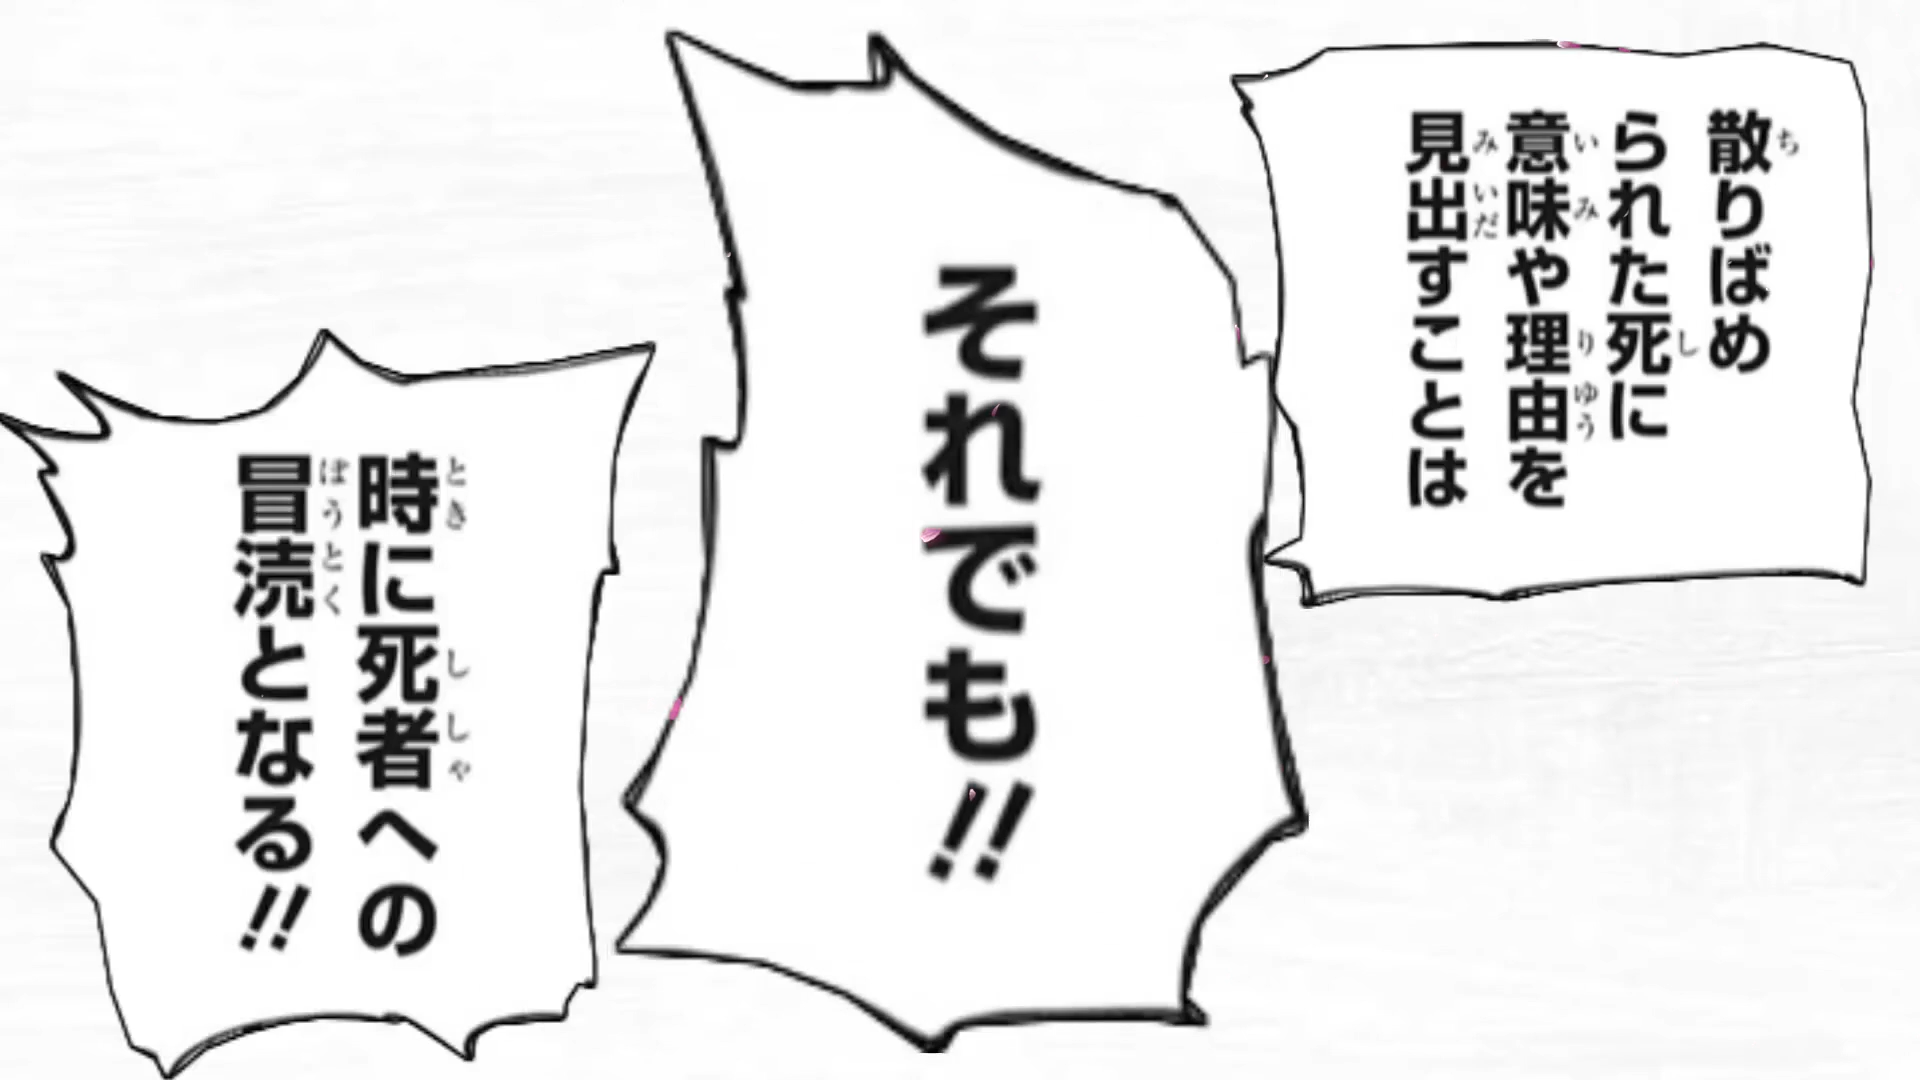 散りばめ
られた死に
意味や理由を
見出すことは
それでも!!
時に死者への
冒涜となる!!